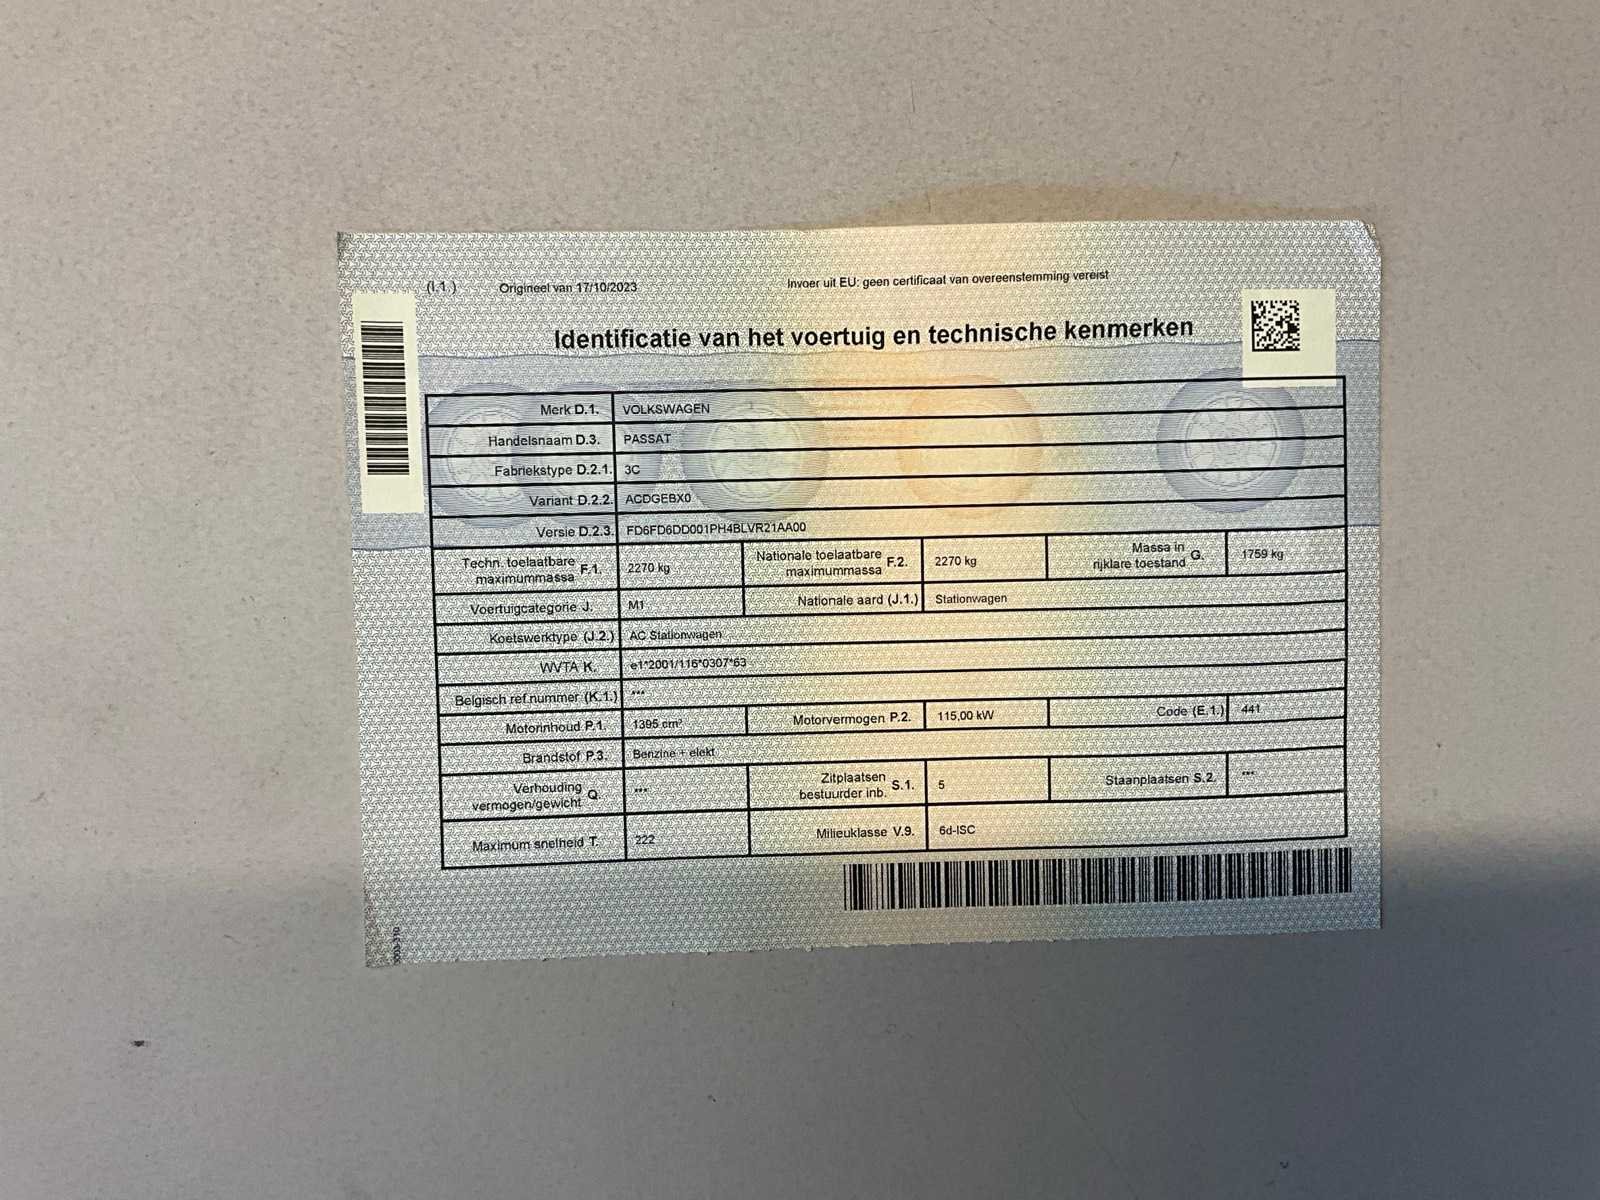 (I.1.) Origineel van 17/10/2023 Invoer uit EU: geen certificaat van overeenstemming vereist
Identificatie van het voertuig en technische kenmerken
Merk D.1. VOLKSWAGEN
Handelsnaam D.3. PASSAT
Fabriekstype D.2.1. 3C
Variant D.2.2. ACDGEBX0
Versie D.2.3. FD6FD6DD001PH4BLVR21AA00
Techn. toelaatbare maximummassa F.1. 2270 kg Nationale toelaatbare maximummassa F.2. 2270 kg Massa in rijklare toestand G. 1759 kg
Voertuigcategorie J. M1 Nationale aard (J.1.) Stationwagen
Koetswerktype (J.2.) AC Stationwagen
WVTA K. e1*2001/116*0307*63
Belgisch ref.nummer (K.1.) ***
Motorinhoud P.1. 1395 cm³ Motorvermogen P.2. 115,00 kW Code (E.1.) 441
Brandstof P.3. Benzine + elekt
Verhouding vermogen/gewicht Q. *** Zitplaatsen bestuurder inb. S.1. 5 Staanplaatsen S.2. ***
Maximum snelheid T. 222 Milieuklasse V.9. 6d-ISC